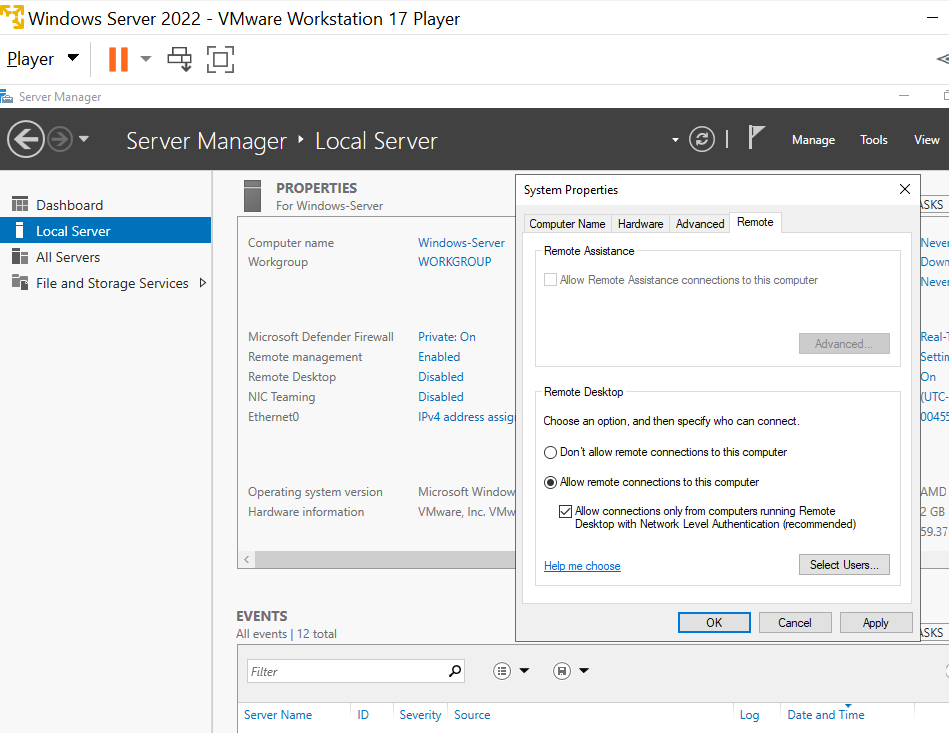 Windows Server 2022 - VMware Workstation 17 Player
Player
Server Manager
Server Manager ‣ Local Server
Manage Tools View
Dashboard
Local Server
All Servers
File and Storage Services
PROPERTIES
For Windows-Server
Computer name Windows-Server
Workgroup WORKGROUP
Microsoft Defender Firewall Private: On
Remote management Enabled
Remote Desktop Disabled
NIC Teaming Disabled
Ethernet0 IPv4 address assig
Operating system version Microsoft Window
Hardware information VMware, Inc. VMw
System Properties
Computer Name Hardware Advanced Remote
Remote Assistance
Allow Remote Assistance connections to this computer
Advanced...
Remote Desktop
Choose an option, and then specify who can connect.
Don't allow remote connections to this computer
Allow remote connections to this computer
Allow connections only from computers running Remote
Desktop with Network Level Authentication (recommended)
Help me choose
Select Users...
OK Cancel Apply
ASKS
Never
Down
Never
Real-T
Settin
On
(UTC-
00455
AMD
2 GB
59.37
EVENTS
All events | 12 total
ASKS
Filter
Server Name ID Severity Source Log Date and Time